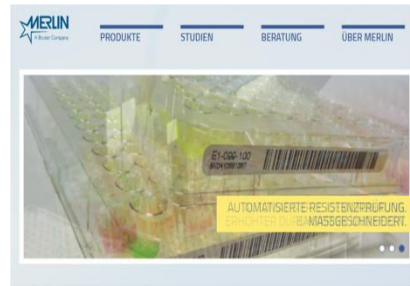 MERLIN
A Bruker Company
PRODUKTE
STUDIEN
BERATUNG
ÜBER MERLIN
E1-099-100
AUTOMATISIERTE RESISTENZPRÜFUNG.
MASSGESCHNEIDERT.